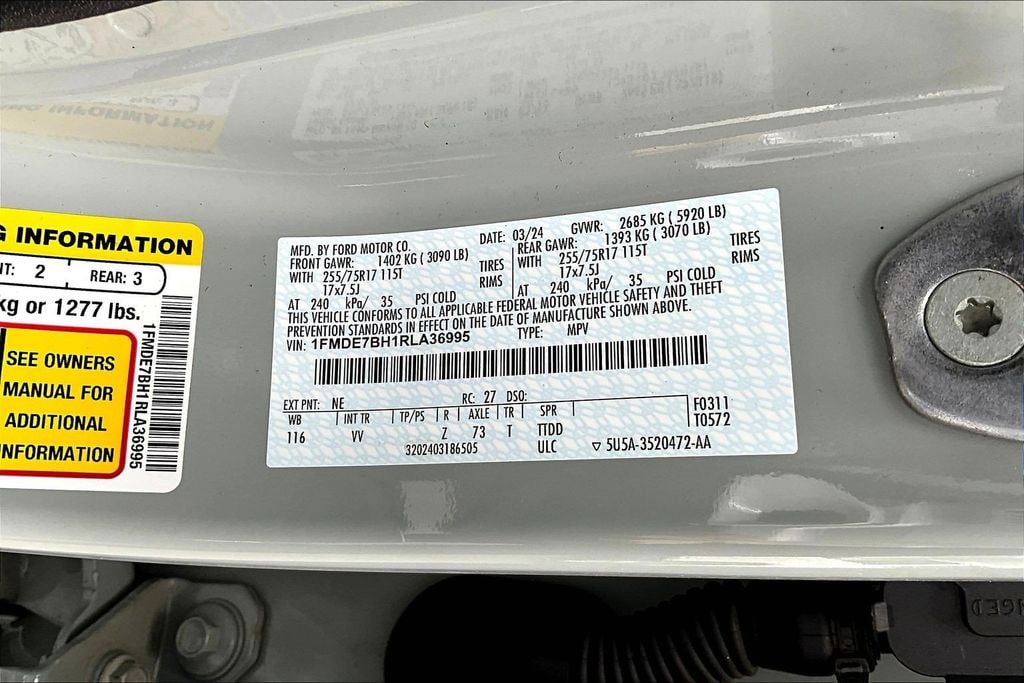 G INFORMATION
NT: 2 REAR: 3
kg or 1277 lbs.
SEE OWNERS
MANUAL FOR
ADDITIONAL
INFORMATION
1FMDE7BH1RLA36995
MFD. BY FORD MOTOR CO. DATE: 03/24 GVWR: 2685 KG ( 5920 LB)
FRONT GAWR: 1402 KG ( 3090 LB) REAR GAWR: 1393 KG ( 3070 LB)
WITH 255/75R17 115T TIRES WITH 255/75R17 115T TIRES
17x7.5J RIMS 17x7.5J RIMS
AT 240 kPa/ 35 PSI COLD AT 240 kPa/ 35 PSI COLD
THIS VEHICLE CONFORMS TO ALL APPLICABLE FEDERAL MOTOR VEHICLE SAFETY AND THEFT
PREVENTION STANDARDS IN EFFECT ON THE DATE OF MANUFACTURE SHOWN ABOVE.
VIN: 1FMDE7BH1RLA36995 TYPE: MPV
EXT PNT: NE RC: 27 DSO:
WB INT TR TP/PS R AXLE TR SPR F0311
116 VV Z 73 T TTDD T0572
3202403186505 ULC ▽ 5U5A-3520472-AA